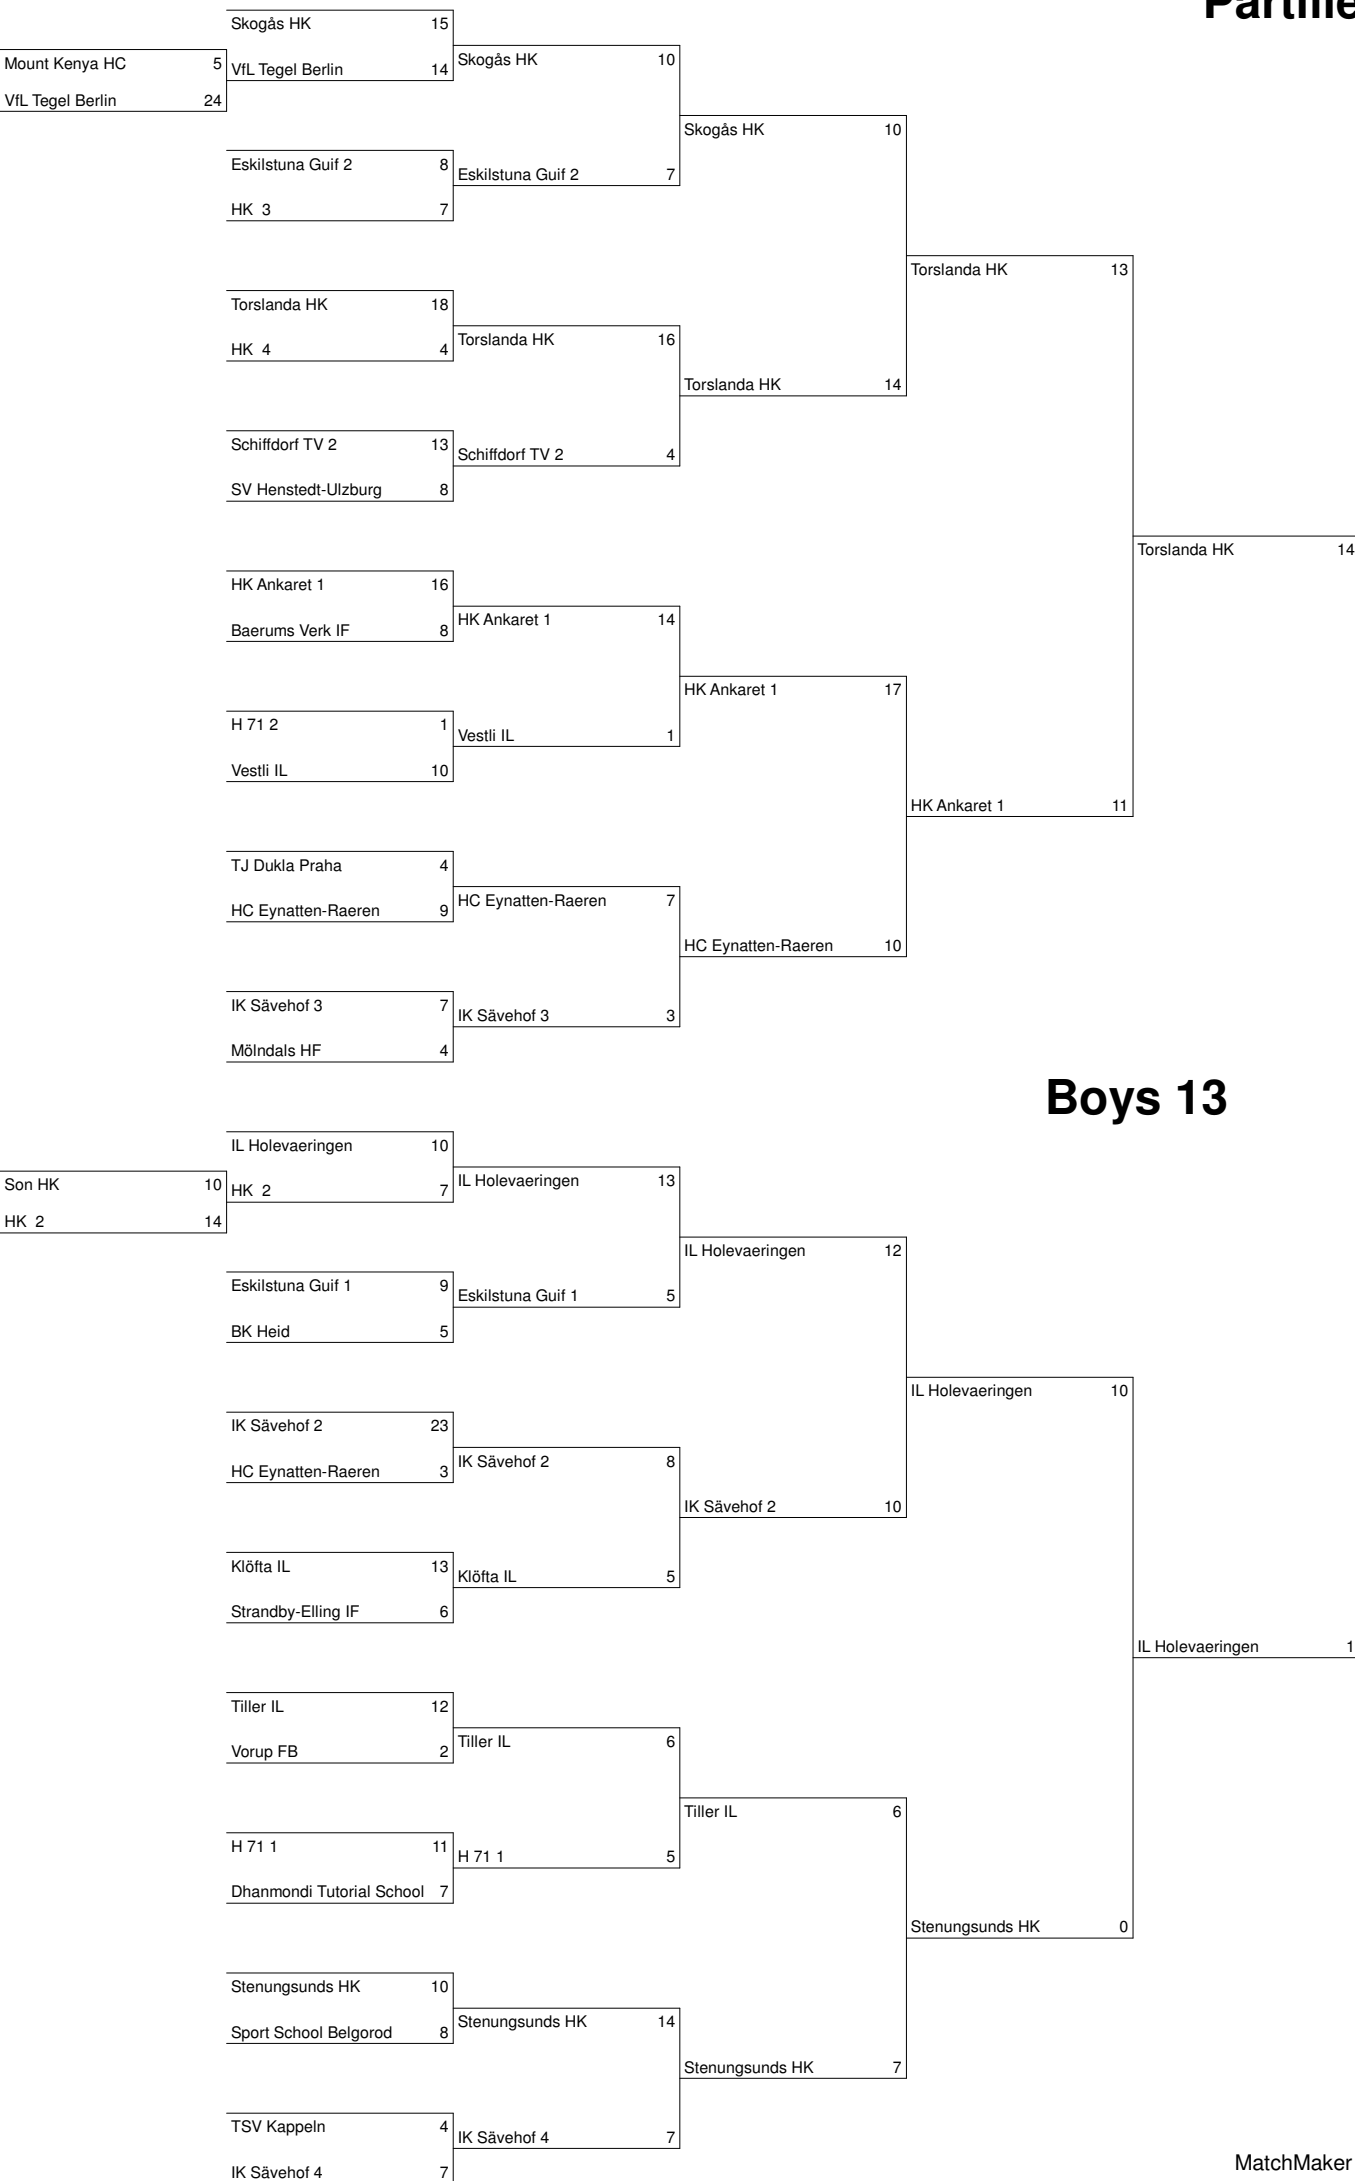 Skogås HK 15
Mount Kenya HC 5
VfL Tegel Berlin 14
VfL Tegel Berlin 24
Skogås HK 10
Skogås HK 10
Eskilstuna Guif 2 8
Eskilstuna Guif 2 7
HK 3 7
Torslanda HK 13
Torslanda HK 18
HK 4 4
Torslanda HK 16
Torslanda HK 14
Schiffdorf TV 2 13
Schiffdorf TV 2 4
SV Henstedt-Ulzburg 8
Torslanda HK 14
HK Ankaret 1 16
Baerums Verk IF 8
HK Ankaret 1 14
HK Ankaret 1 17
H 71 2 1
Vestli IL 1
Vestli IL 10
HK Ankaret 1 11
TJ Dukla Praha 4
HC Eynatten-Raeren 9
HC Eynatten-Raeren 7
HC Eynatten-Raeren 10
IK Sävehof 3 7
IK Sävehof 3 3
Mölndals HF 4
Boys 13
IL Holevaeringen 10
Son HK 10
HK 2 7
HK 2 14
IL Holevaeringen 13
IL Holevaeringen 12
Eskilstuna Guif 1 9
Eskilstuna Guif 1 5
BK Heid 5
IL Holevaeringen 10
IK Sävehof 2 23
HC Eynatten-Raeren 3
IK Sävehof 2 8
IK Sävehof 2 10
Klöfta IL 13
Klöfta IL 5
Strandby-Elling IF 6
IL Holevaeringen 1
Tiller IL 12
Vorup FB 2
Tiller IL 6
Tiller IL 6
H 71 1 11
H 71 1 5
Dhanmondi Tutorial School 7
Stenungsunds HK 0
Stenungsunds HK 10
Sport School Belgorod 8
Stenungsunds HK 14
Stenungsunds HK 7
TSV Kappeln 4
IK Sävehof 4 7
IK Sävehof 4 7
MatchMaker